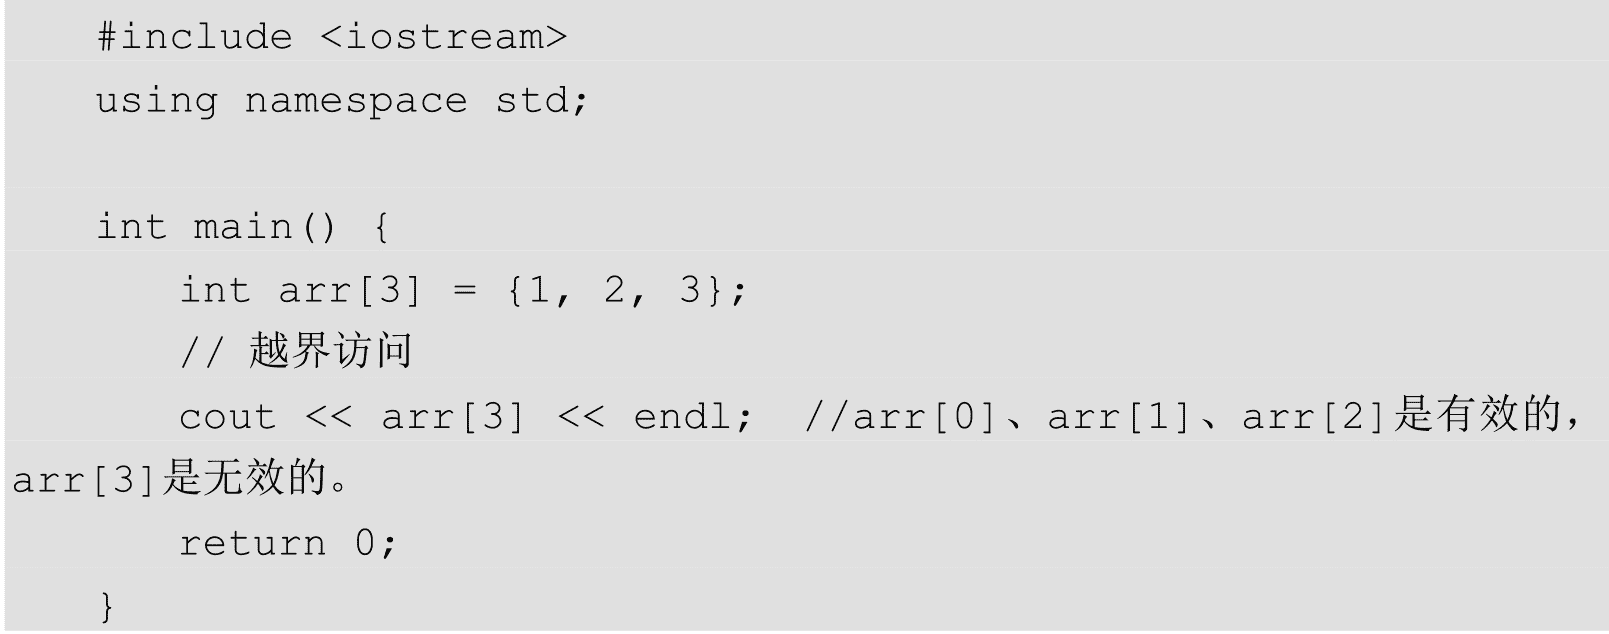 #include <iostream>
using namespace std;
int main() {
int arr[3] = {1, 2, 3};
// 越界访问
cout << arr[3] << endl; //arr[0]、arr[1]、arr[2]是有效的，
arr[3]是无效的。
return 0;
}